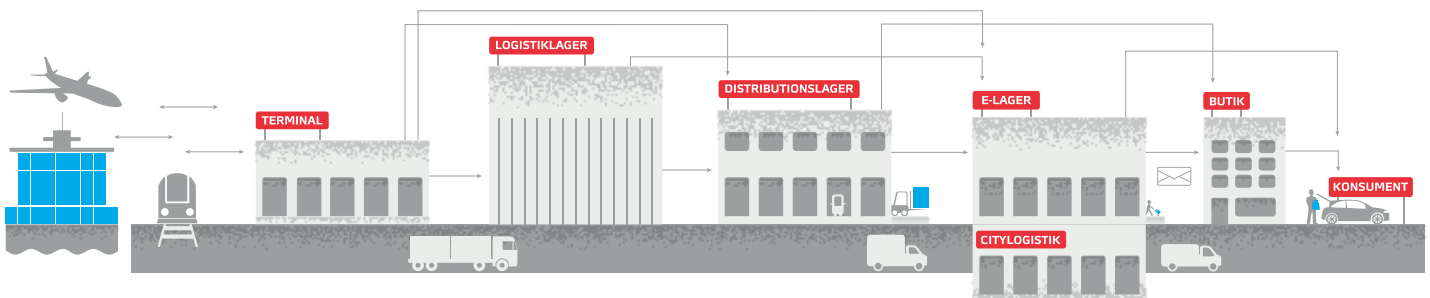 TERMINAL
LOGISTIKLAGER
DISTRIBUTIONSLAGER
E-LAGER
CITYLOGISTIK
BUTIK
KONSUMENT